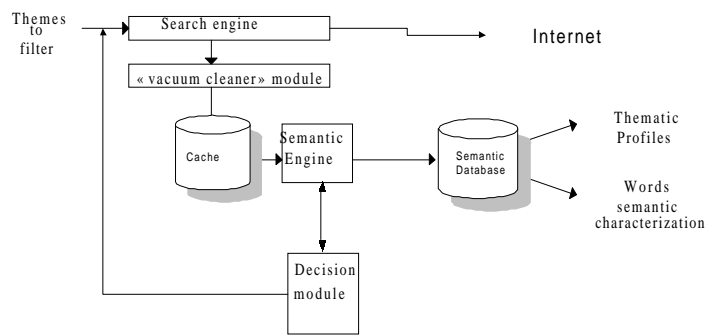 Themes
to
filter
Search engine
Internet
« vacuum cleaner» module
Cache
Semantic
Engine
Semantic
Database
Thematic
Profiles
Words
semantic
characterization
Decision
module